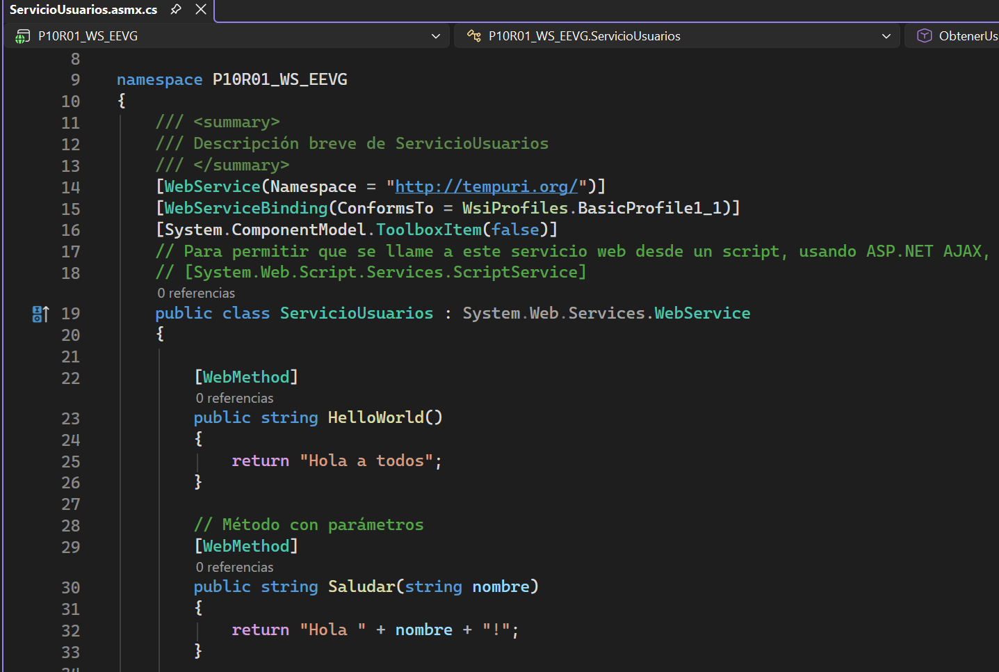 ServicioUsuarios.asmx.cs
P10R01_WS_EEVG P10R01_WS_EEVG.ServicioUsuarios ObtenerUs
8
9 namespace P10R01_WS_EEVG
10 {
11 /// <summary>
12 /// Descripción breve de ServicioUsuarios
13 /// </summary>
14 [WebService(Namespace = "http://tempuri.org/")]
15 [WebServiceBinding(ConformsTo = WsiProfiles.BasicProfile1_1)]
16 [System.ComponentModel.ToolboxItem(false)]
17 // Para permitir que se llame a este servicio web desde un script, usando ASP.NET AJAX,
18 // [System.Web.Script.Services.ScriptService]
0 referencias
19 public class ServicioUsuarios : System.Web.Services.WebService
20 {
21
22 [WebMethod]
0 referencias
23 public string HelloWorld()
24 {
25 return "Hola a todos";
26 }
27
28 // Método con parámetros
29 [WebMethod]
0 referencias
30 public string Saludar(string nombre)
31 {
32 return "Hola " + nombre + "!";
33 }